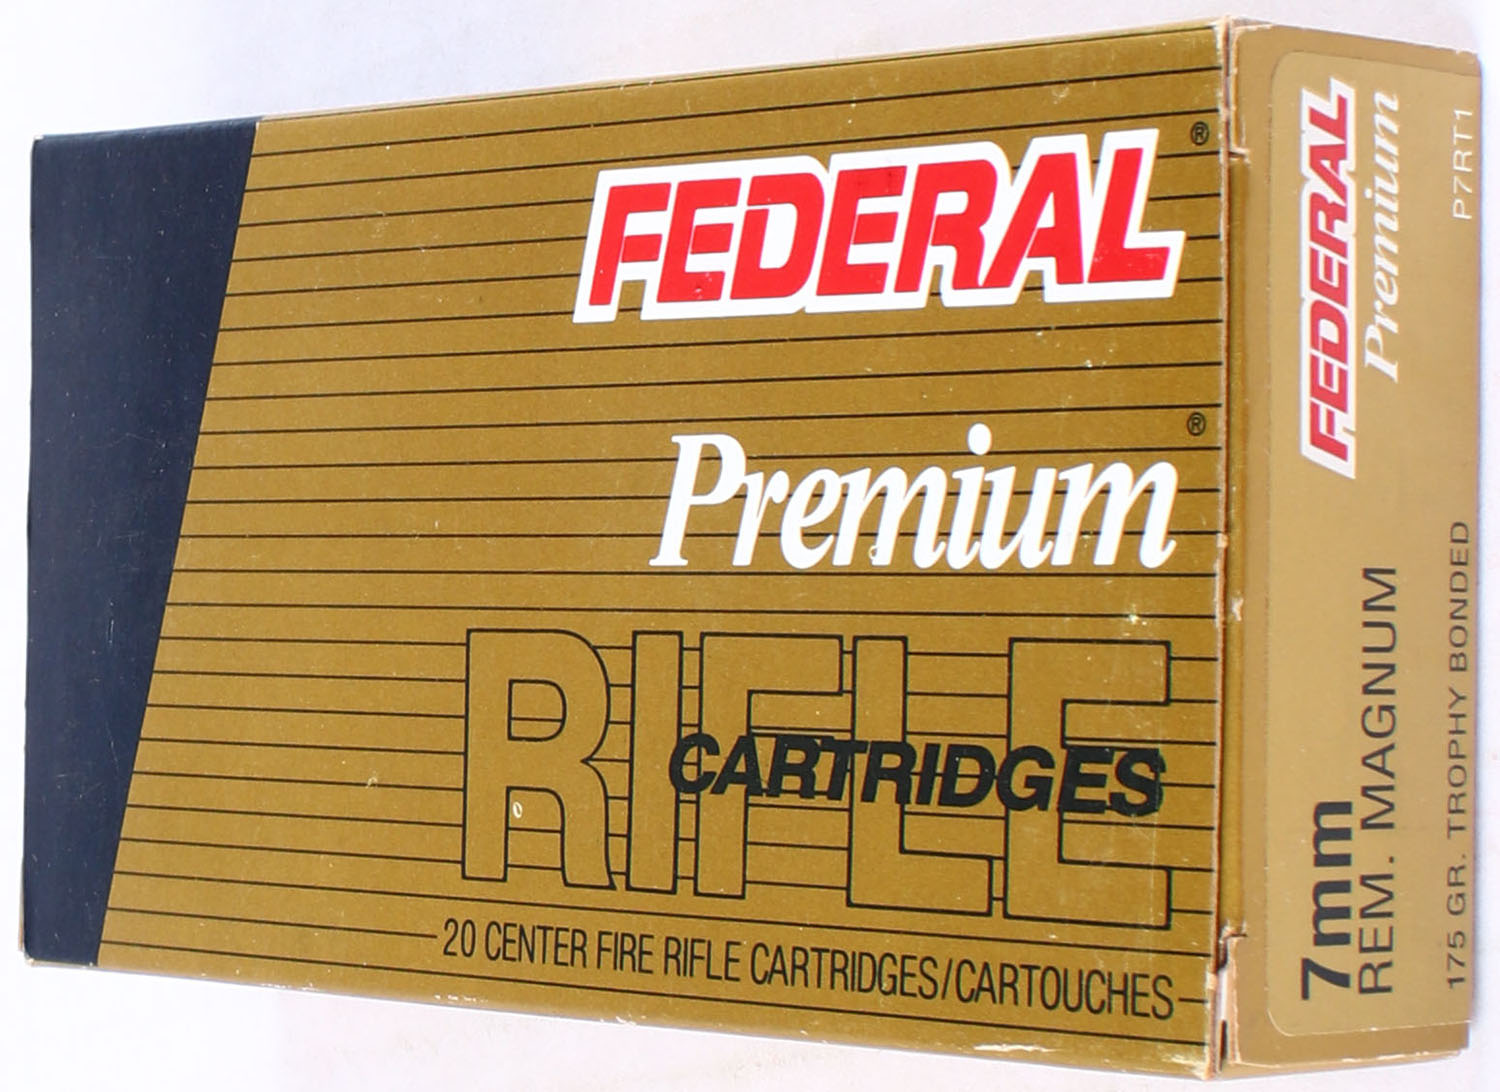 FEDERAL®
Premium®
RIFLE
CARTRIDGES
20 CENTER FIRE RIFLE CARTRIDGES/CARTOUCHES
FEDERAL
Premium
P7RT1
7mm
REM. MAGNUM
175 GR. TROPHY BONDED